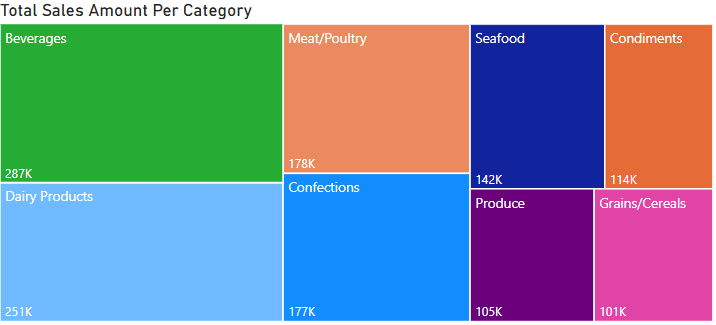 Total Sales Amount Per Category
Beverages
287K
Dairy Products
251K
Meat/Poultry
178K
Confections
177K
Seafood
142K
Condiments
114K
Produce
105K
Grains/Cereals
101K